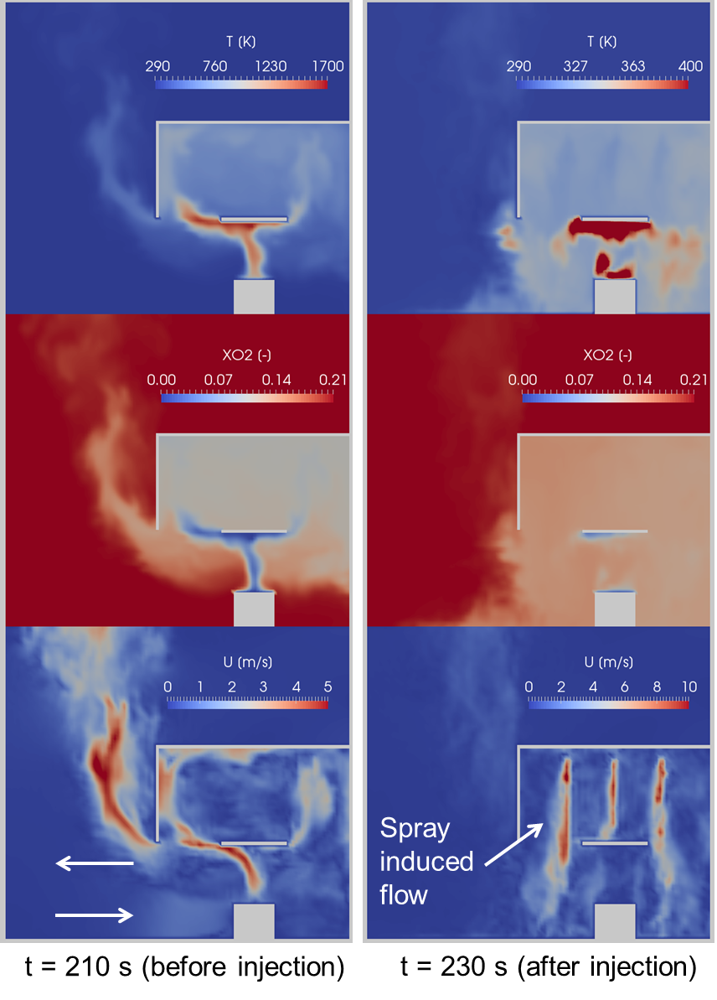 T (K)
290 760 1230 1700
T (K)
290 327 363 400
XO2 (-)
0.00 0.07 0.14 0.21
XO2 (-)
0.00 0.07 0.14 0.21
U (m/s)
0 1 2 3 4 5
U (m/s)
0 2 4 6 8 10
Spray
induced
flow
t = 210 s (before injection)
t = 230 s (after injection)